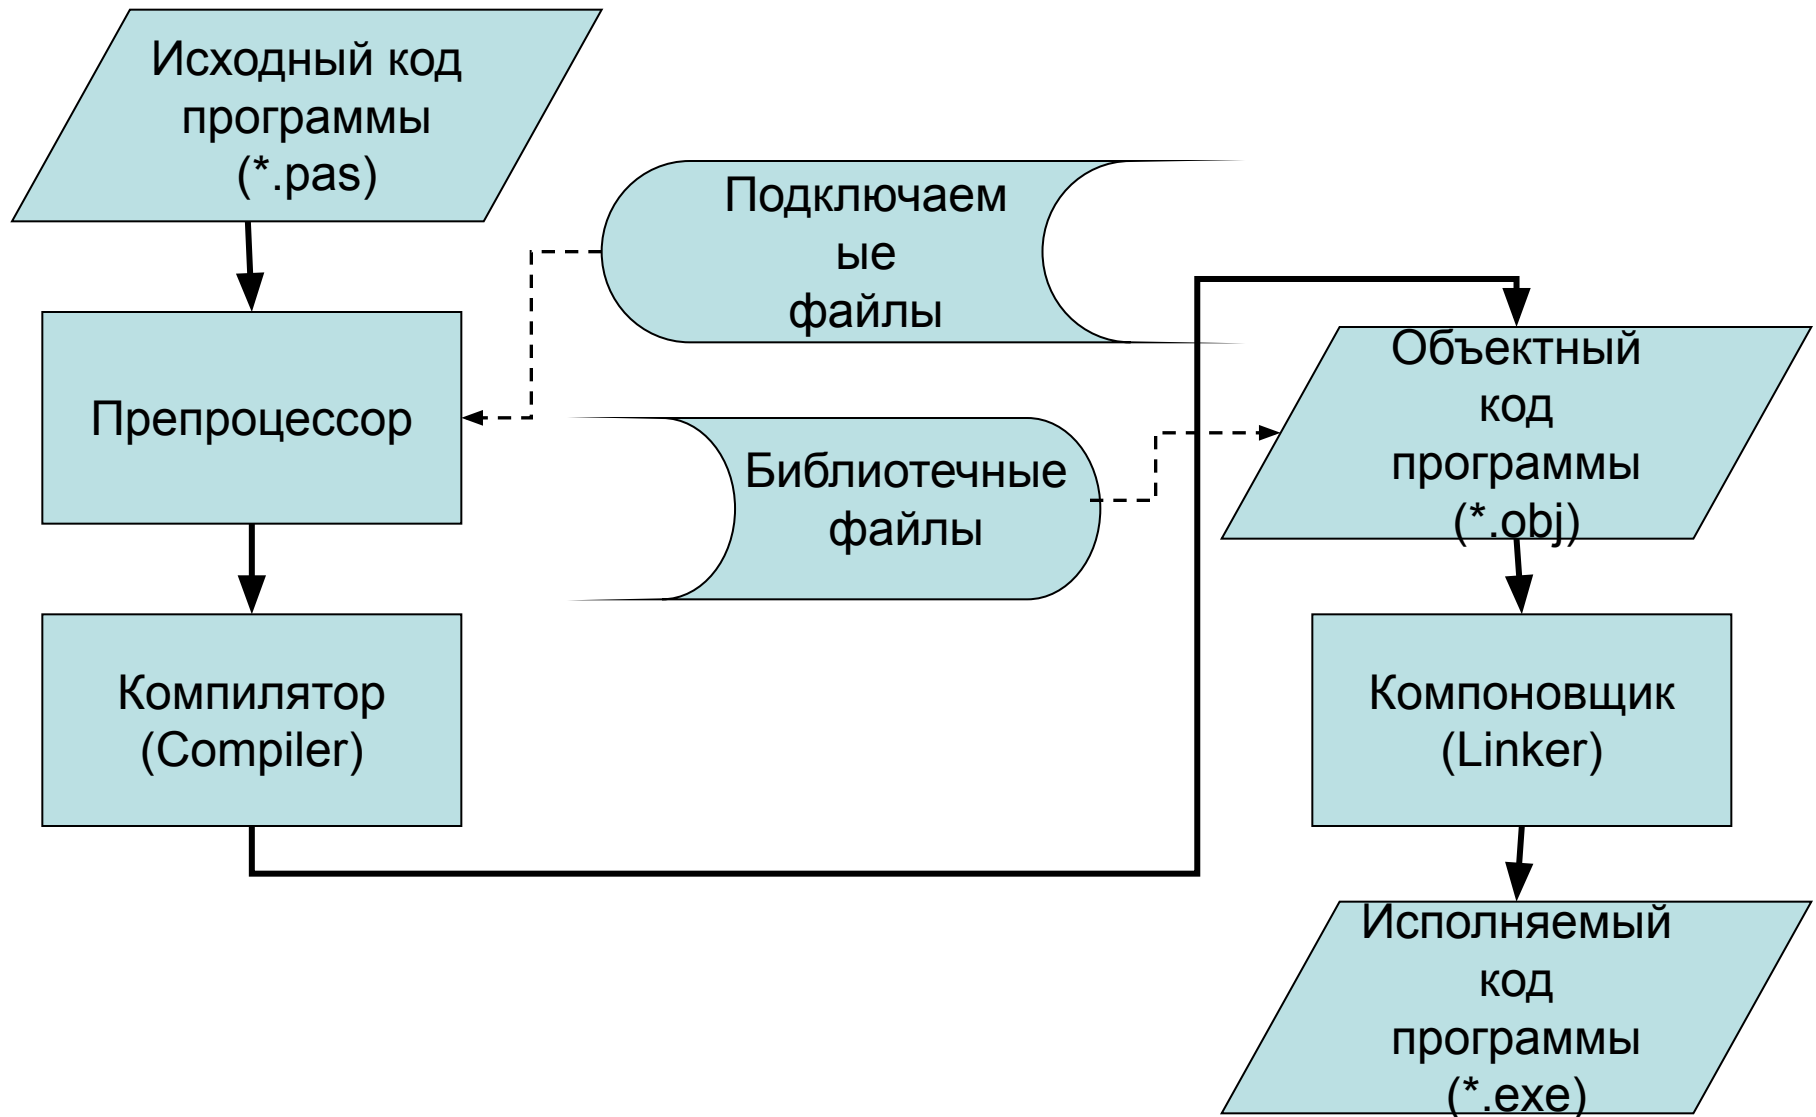 Исходный код
программы
(*.pas)
Подключаем
ые
файлы
Препроцессор
Библиотечные
файлы
Компилятор
(Compiler)
Объектный
код
программы
(*.obj)
Компоновщик
(Linker)
Исполняемый
код
программы
(*.exe)